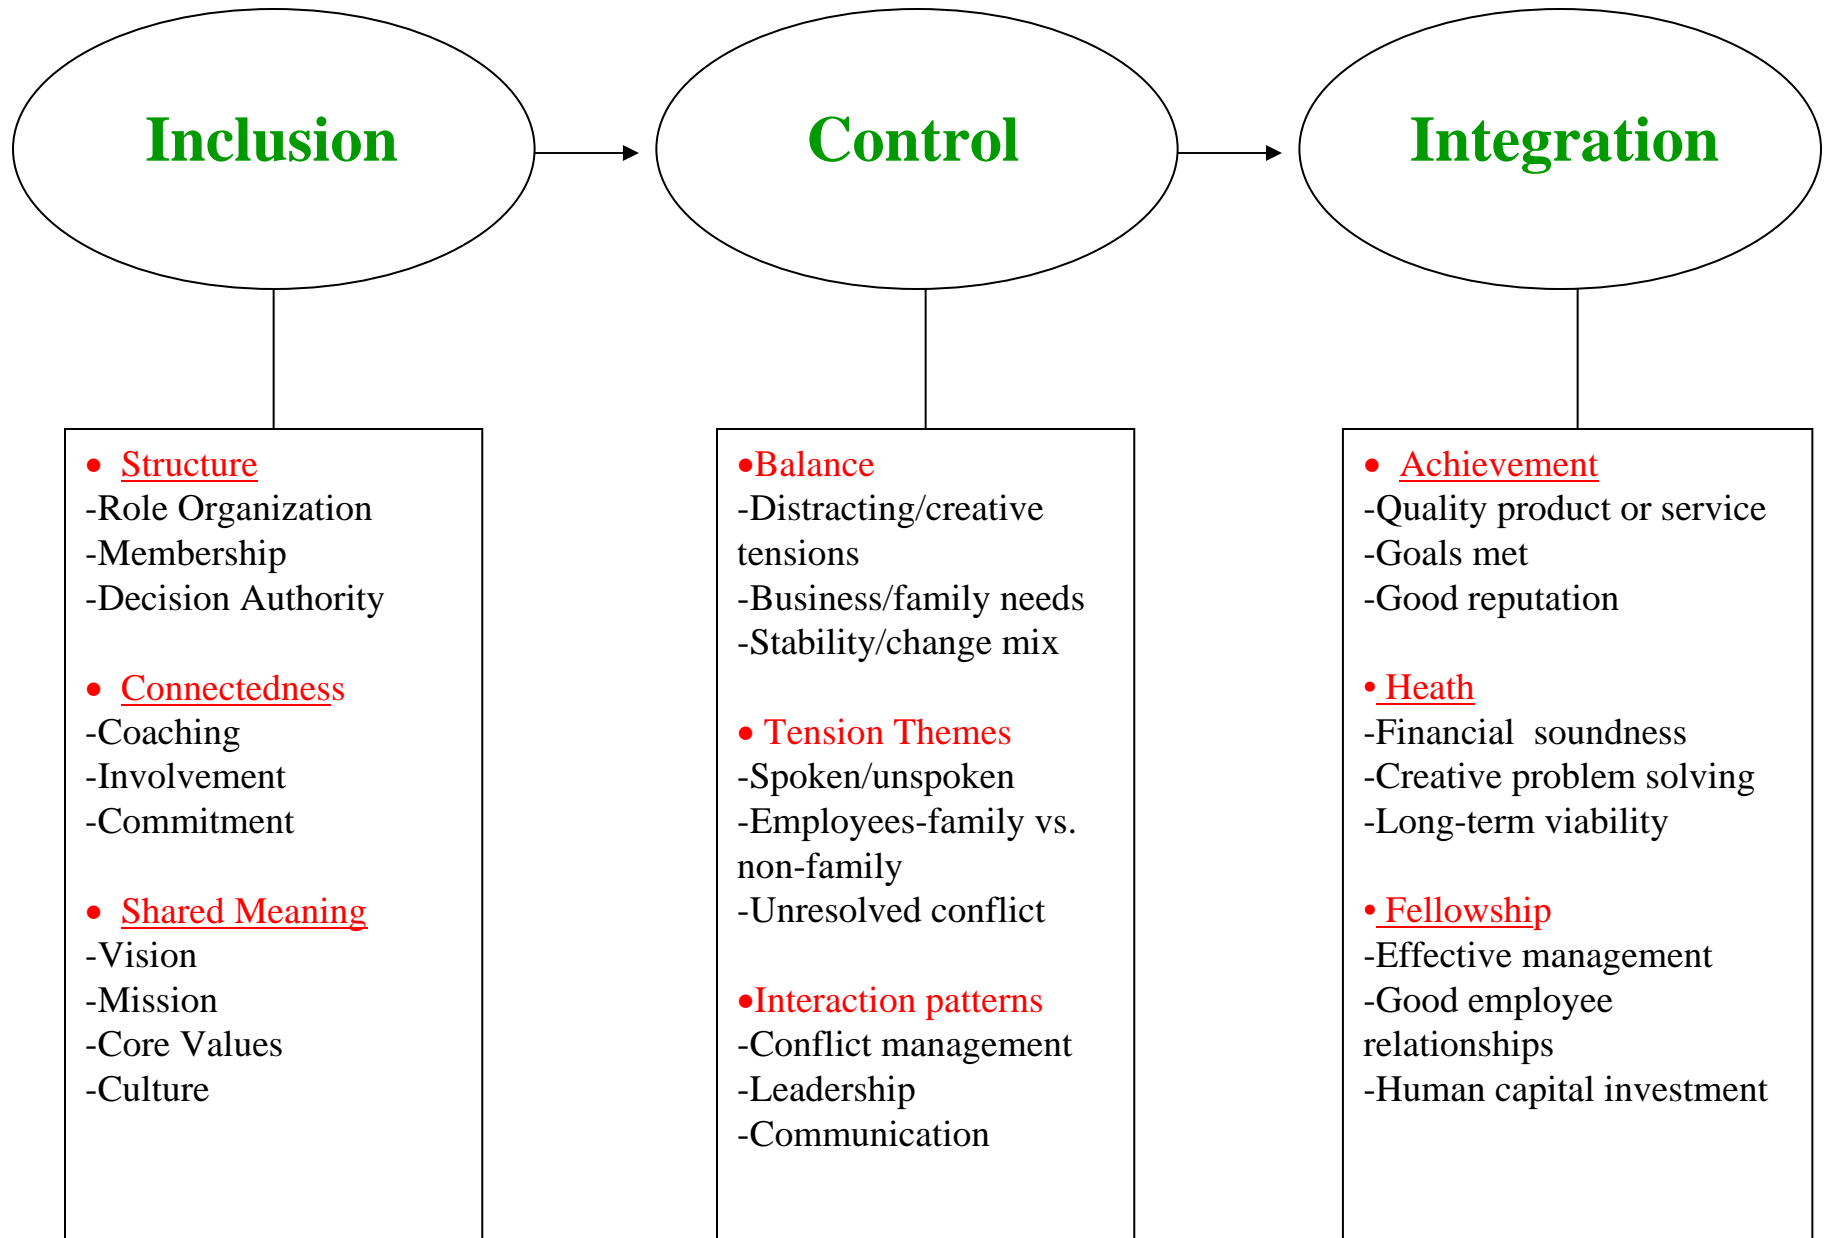 Inclusion
Control
Integration
• Structure
-Role Organization
-Membership
-Decision Authority
• Connectedness
-Coaching
-Involvement
-Commitment
• Shared Meaning
-Vision
-Mission
-Core Values
-Culture
•Balance
-Distracting/creative
tensions
-Business/family needs
-Stability/change mix
• Tension Themes
-Spoken/unspoken
-Employees-family vs.
non-family
-Unresolved conflict
•Interaction patterns
-Conflict management
-Leadership
-Communication
• Achievement
-Quality product or service
-Goals met
-Good reputation
• Heath
-Financial  soundness
-Creative problem solving
-Long-term viability
• Fellowship
-Effective management
-Good employee
relationships
-Human capital investment